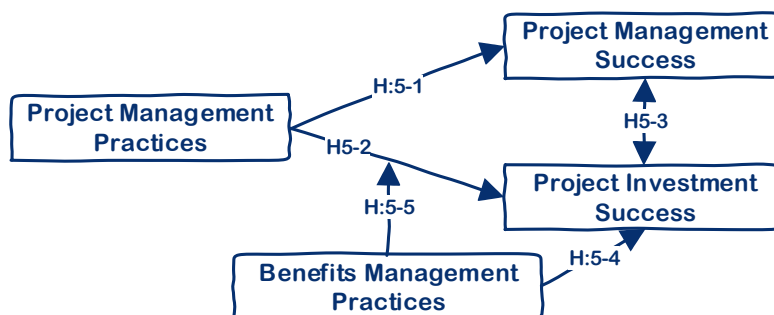 Project Management
Success
H:5-1
Project Management
Practices
H5-3
H5-2
Project Investment
Success
H:5-5
H:5-4
Benefits Management
Practices